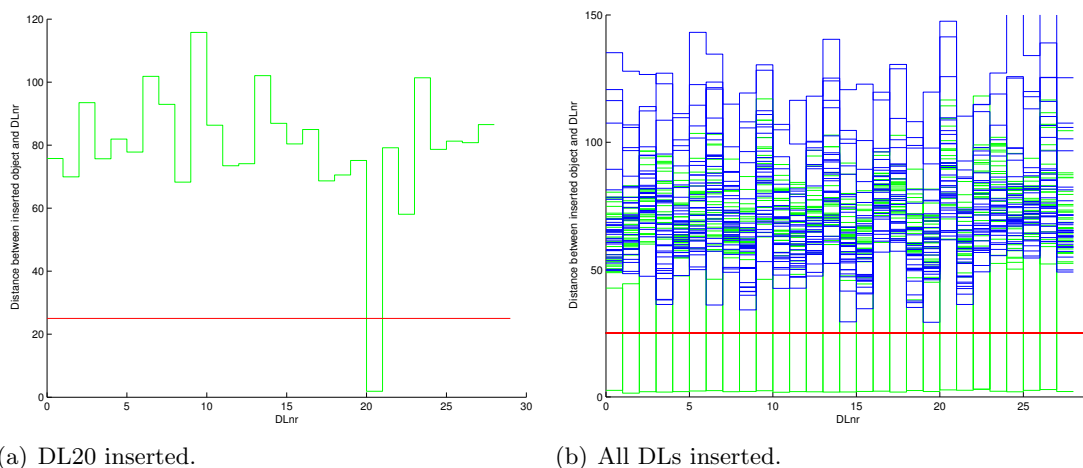 120
100
80
60
40
20
0
0 5 10 15 20 25 30
DLnr
Distance between inserted object and DLnr
150
100
50
0
0 5 10 15 20 25
DLnr
Distance between inserted object and DLnr
a) DL20 inserted.
(b) All DLs inserted.